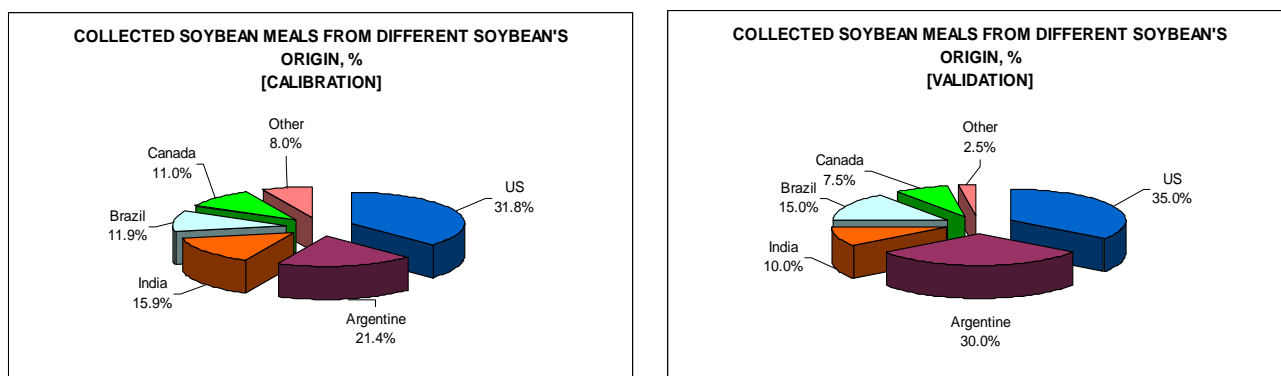 COLLECTED SOYBEAN MEALS FROM DIFFERENT SOYBEAN'S
ORIGIN, %
[CALIBRATION]
Other
8.0%
Canada
11.0%
US
31.8%
Brazil
11.9%
India
15.9%
Argentine
21.4%
COLLECTED SOYBEAN MEALS FROM DIFFERENT SOYBEAN'S
ORIGIN, %
[VALIDATION]
Other
2.5%
Canada
7.5%
Brazil
15.0%
US
35.0%
India
10.0%
Argentine
30.0%